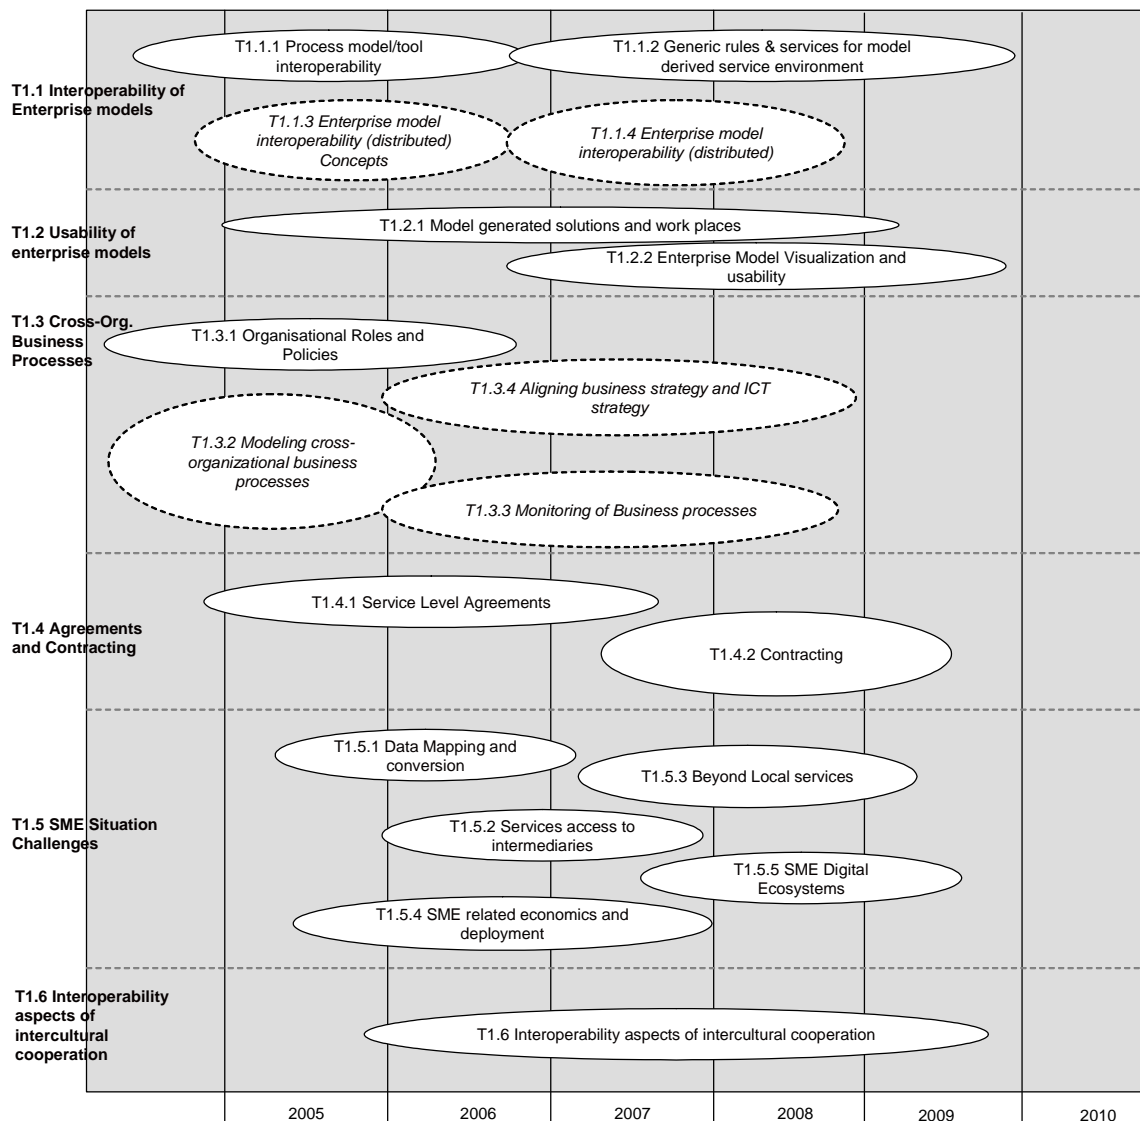 T1.1.1 Process model/tool
interoperability
T1.1.2 Generic rules & services for model
derived service environment
T1.1 Interoperability of
Enterprise models
T1.1.3 Enterprise model
interoperability (distributed)
Concepts
T1.1.4 Enterprise model
interoperability (distributed)
T1.2 Usability of
enterprise models
T1.2.1 Model generated solutions and work places
T1.2.2 Enterprise Model Visualization and
usability
T1.3 Cross-Org.
Business
Processes
T1.3.1 Organisational Roles and
Policies
T1.3.4 Aligning business strategy and ICT
strategy
T1.3.2 Modeling cross-
organizational business
processes
T1.3.3 Monitoring of Business processes
T1.4 Agreements
and Contracting
T1.4.1 Service Level Agreements
T1.4.2 Contracting
T1.5 SME Situation
Challenges
T1.5.1 Data Mapping and
conversion
T1.5.3 Beyond Local services
T1.5.2 Services access to
intermediaries
T1.5.5 SME Digital
Ecosystems
T1.5.4 SME related economics and
deployment
T1.6 Interoperability
aspects of
intercultural
cooperation
T1.6 Interoperability aspects of intercultural cooperation
2005 2006 2007 2008 2009 2010